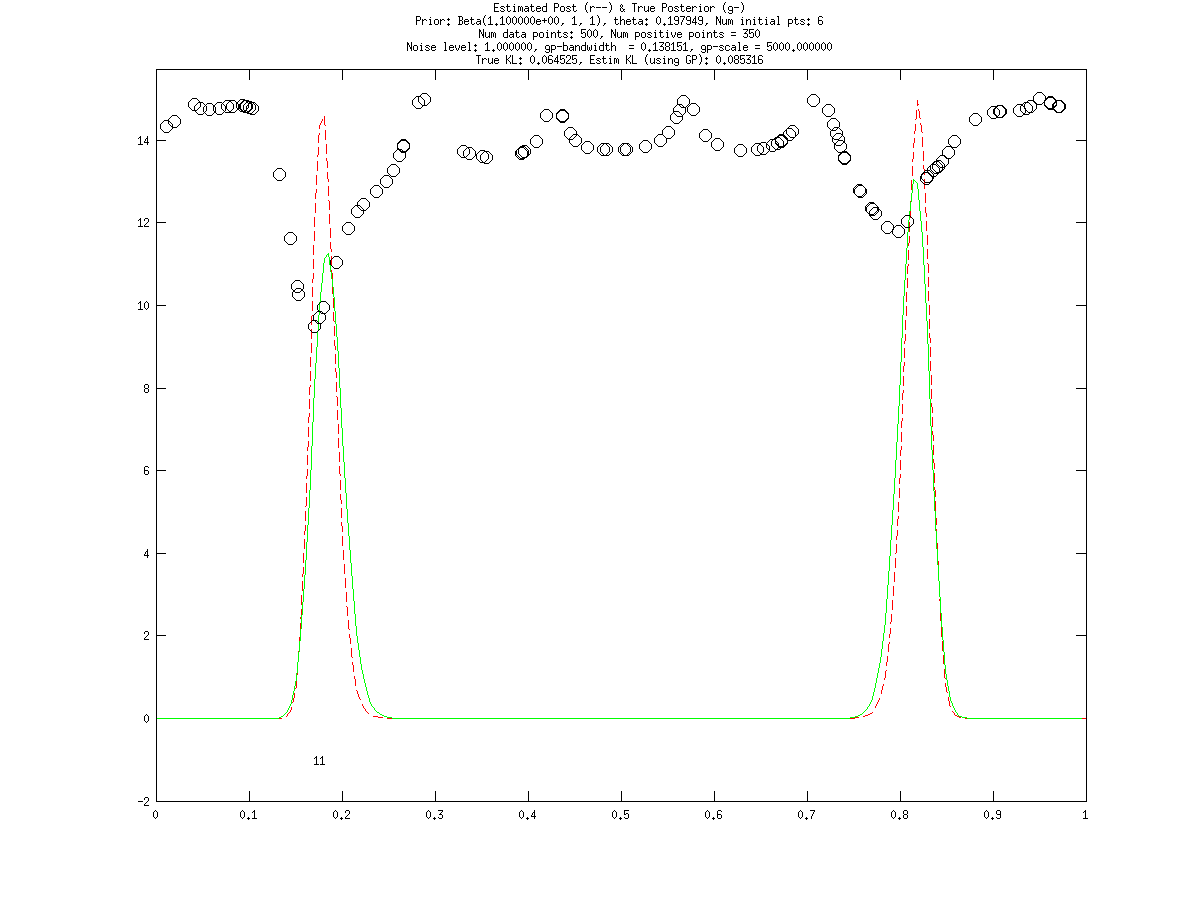 Estimated Post (r--) & True Posterior (g-)
Prior: Beta(1.100000e+00, 1, 1), theta: 0.197949, Num initial pts: 6
Num data points: 500, Num positive points = 350
Noise level: 1.000000, gp-bandwidth  = 0.138151, gp-scale = 5000.000000
True KL: 0.064525, Estim KL (using GP): 0.085316
14
12
10
8
6
4
2
0
11
-2
0 0.1 0.2 0.3 0.4 0.5 0.6 0.7 0.8 0.9 1